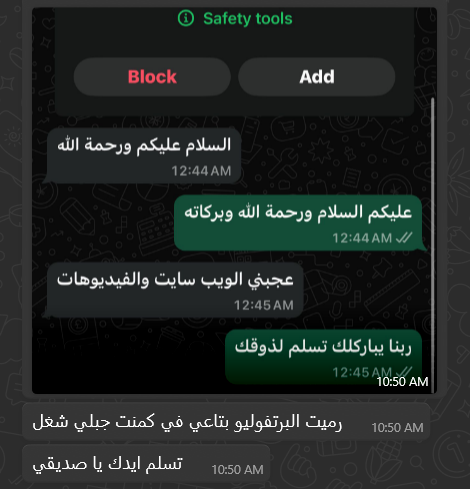 Safety tools
Block
Add
السلام عليكم ورحمة الله
12:44 AM
عليكم السلام ورحمة الله وبركاته
12:44 AM
عجبني الويب سايت والفيديوهات
12:45 AM
ربنا يباركلك تسلم لذوقك
12:45 AM
10:50 AM
رميت البرتفوليو بتاعي في كمنت جبلي شغل
10:50 AM
تسلم ايدك يا صديقي
10:50 AM